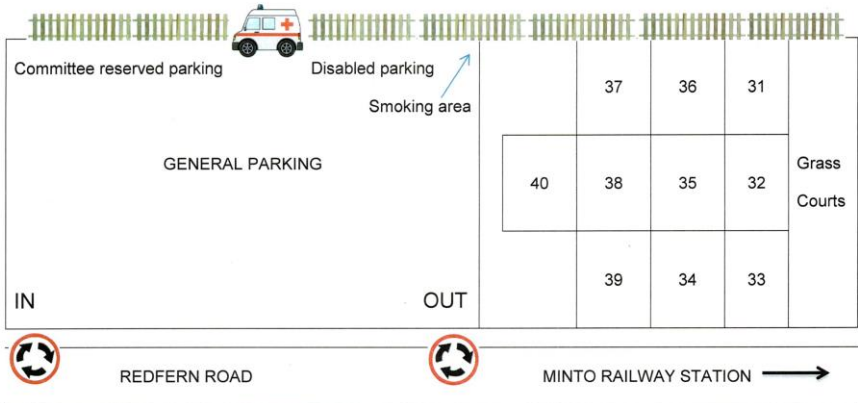 Committee reserved parking
Disabled parking
Smoking area
GENERAL PARKING
37 36 31
40 38 35 32
Grass
Courts
39 34 33
IN
OUT
REDFERN ROAD
MINTO RAILWAY STATION